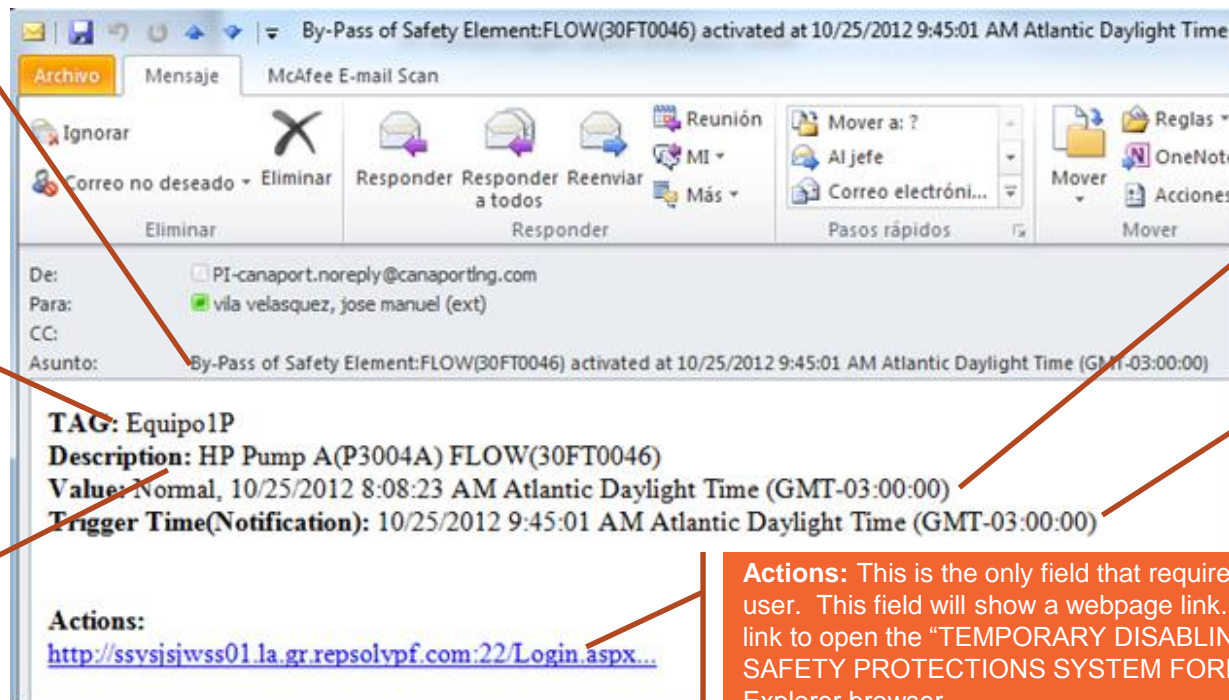 By-Pass of Safety Element:FLOW(30FT0046) activated at 10/25/2012 9:45:01 AM Atlantic Daylight Time
Archivo Mensaje McAfee E-mail Scan
Ignorar
Correo no deseado
Eliminar
Responder
Responder a todos
Reenviar
Reunión
MI
Más
Mover a: ?
Al jefe
Correo electróni...
Mover
Reglas
OneNote
Acciones
Eliminar Responder Pasos rápidos Mover
De: PI-canaport.noreply@canaportlng.com
Para: vila velasquez, jose manuel (ext)
CC:
Asunto: By-Pass of Safety Element:FLOW(30FT0046) activated at 10/25/2012 9:45:01 AM Atlantic Daylight Time (GMT-03:00:00)
TAG: Equipo1P
Description: HP Pump A(P3004A) FLOW(30FT0046)
Value: Normal, 10/25/2012 8:08:23 AM Atlantic Daylight Time (GMT-03:00:00)
Trigger Time(Notification): 10/25/2012 9:45:01 AM Atlantic Daylight Time (GMT-03:00:00)
Actions:
http://ssysjsjwss01.la.gr.repsolypf.com:22/Login.aspx...
Actions: This is the only field that require
user. This field will show a webpage link.
link to open the “TEMPORARY DISABLIN
SAFETY PROTECTIONS SYSTEM FOR
Explorer browser